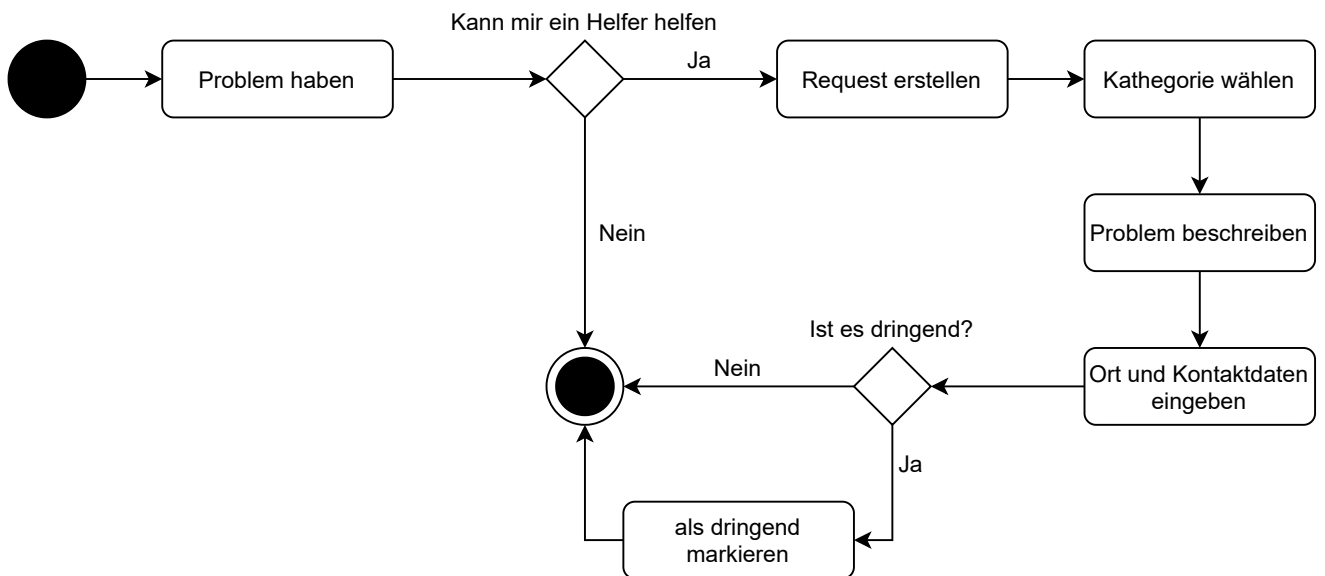 Kann mir ein Helfer helfen
Problem haben
Ja
Request erstellen
Kathegorie wählen
Nein
Problem beschreiben
Ist es dringend?
Nein
Ort und Kontaktdaten
eingeben
Ja
als dringend
markieren